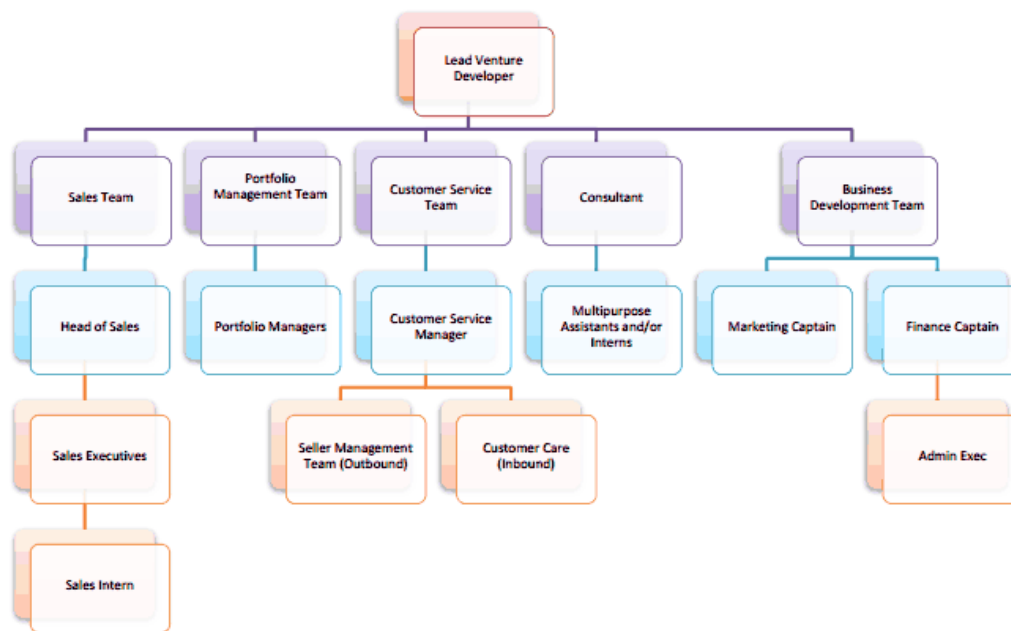 Lead Venture
Developer
Sales Team
Portfolio
Management Team
Customer Service
Team
Consultant
Business
Development Team
Head of Sales
Portfolio Managers
Customer Service
Manager
Multipurpose
Assistants and/or
Interns
Marketing Captain
Finance Captain
Sales Executives
Seller Management
Team (Outbound)
Customer Care
(Inbound)
Admin Exec
Sales Intern